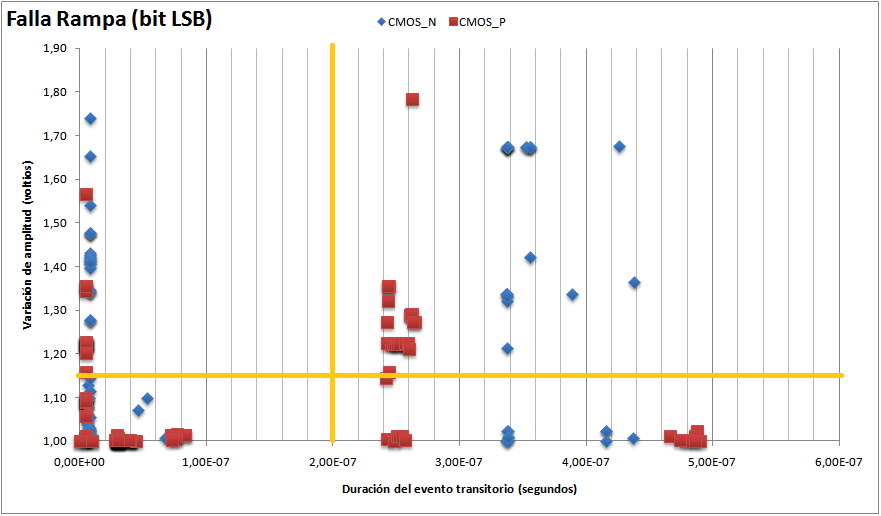 Falla Rampa (bit LSB)
CMOS_N CMOS_P
1,90
1,80
1,70
1,60
1,50
1,40
1,30
1,20
1,10
1,00
Variación de amplitud (voltios)
0,00E+00 1,00E-07 2,00E-07 3,00E-07 4,00E-07 5,00E-07 6,00E-07
Duración del evento transitorio (segundos)